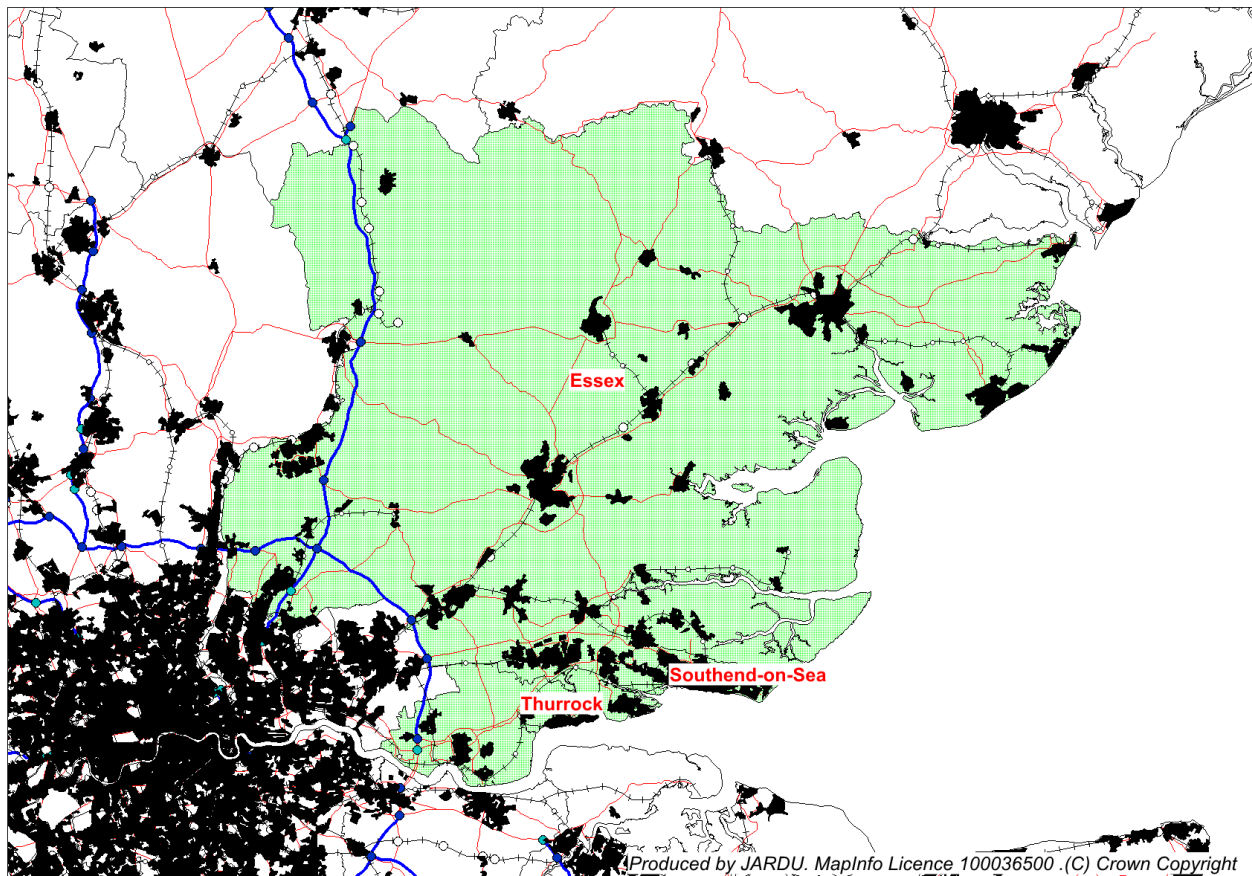 Essex
Southend-on-Sea
Thurrock
Produced by JARDU. MapInfo Licence 100036500 .(C) Crown Copyright